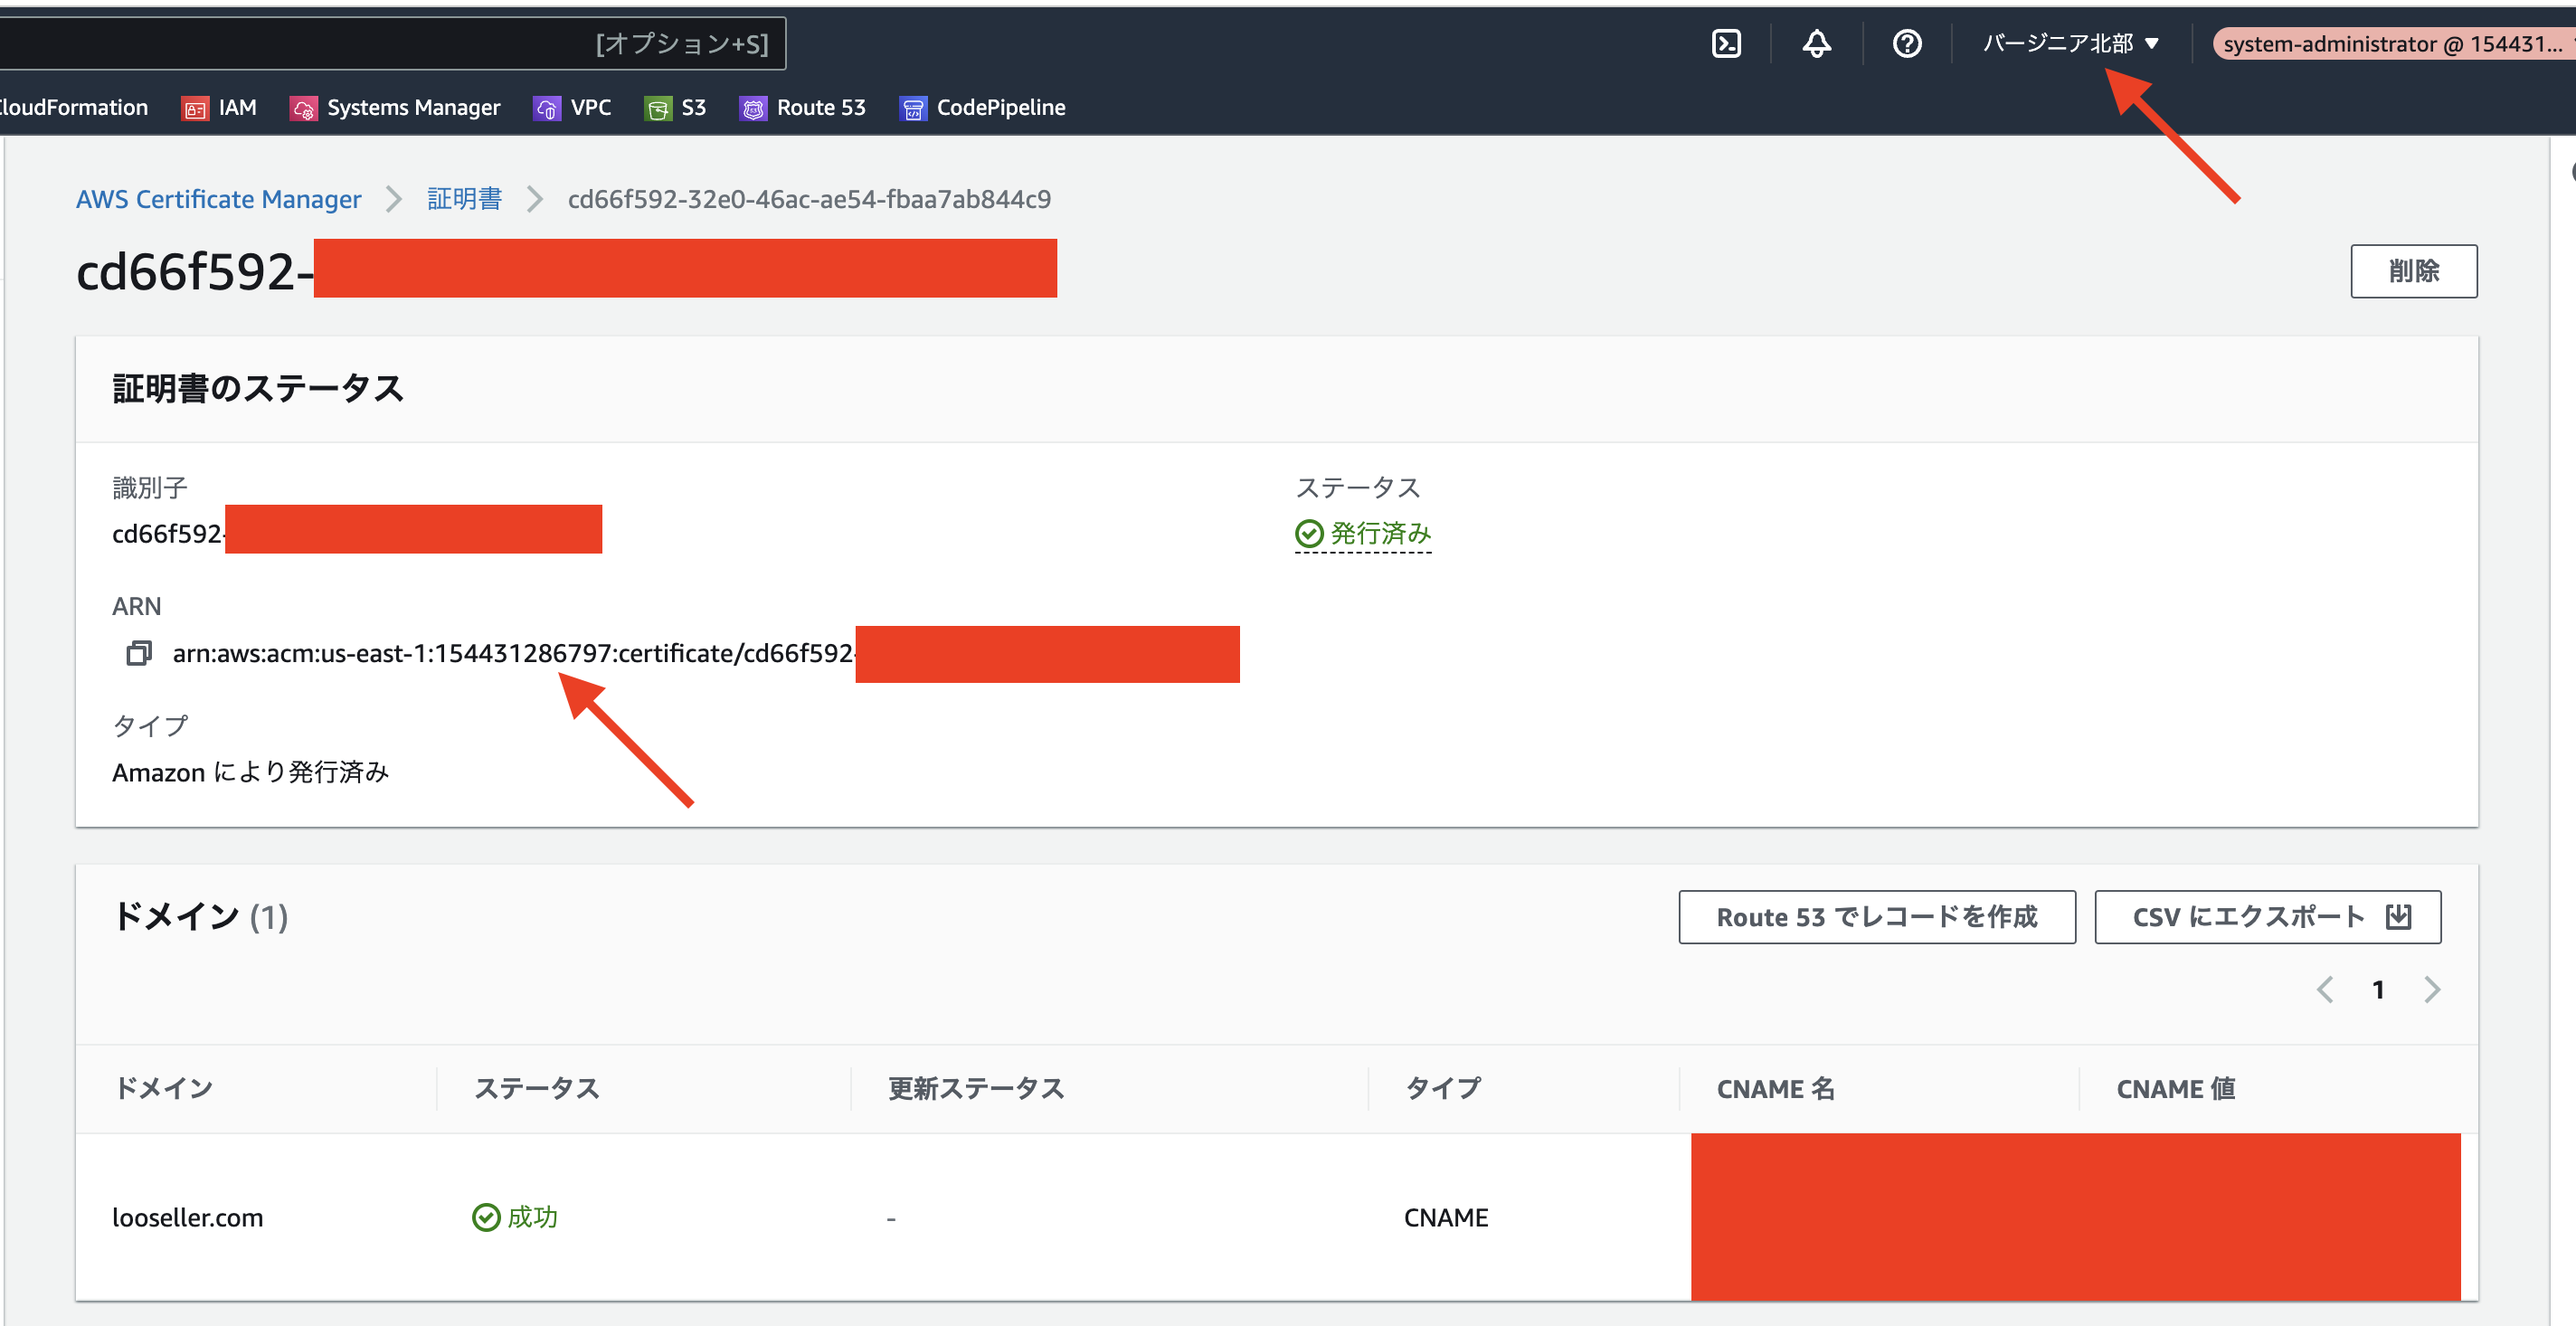 [オプション+S]
バージニア北部 ▼
system-administrator @ 154431...
CloudFormation
IAM
Systems Manager
VPC
S3
Route 53
CodePipeline
AWS Certificate Manager
証明書
cd66f592-32e0-46ac-ae54-fbaa7ab844c9
cd66f592-
削除
証明書のステータス
識別子
ステータス
cd66f592-
発行済み
ARN
arn:aws:acm:us-east-1:154431286797:certificate/cd66f592-
タイプ
Amazon により発行済み
ドメイン (1)
Route 53 でレコードを作成
CSV にエクスポート
1
ドメイン
ステータス
更新ステータス
タイプ
CNAME 名
CNAME 値
looseller.com
成功
-
CNAME